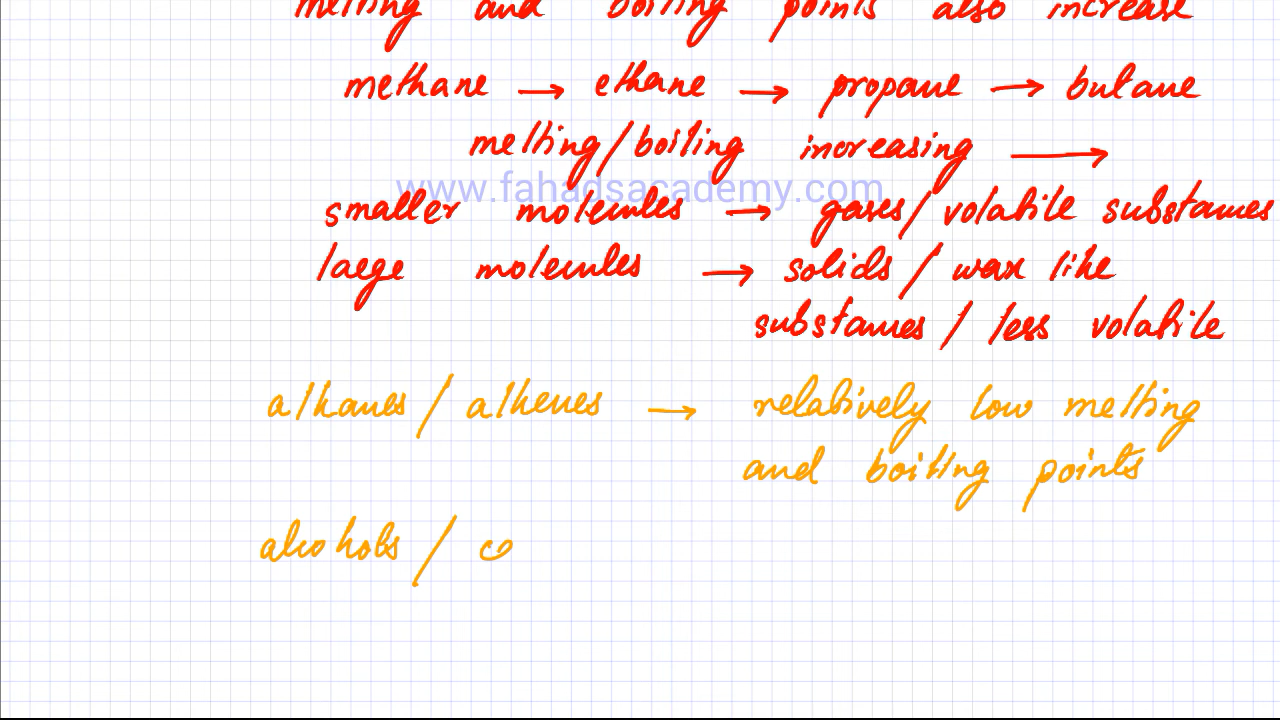 melting and boiling points also increase
methane → ethane → propane → butane
melting/boiling increasing →
www.fahadsacademy.com
smaller molecules → gases/volatile substances
large molecules → solids/wax like
substances/less volatile
alkanes/alkenes → relatively low melting
and boiling points
alcohols/ co